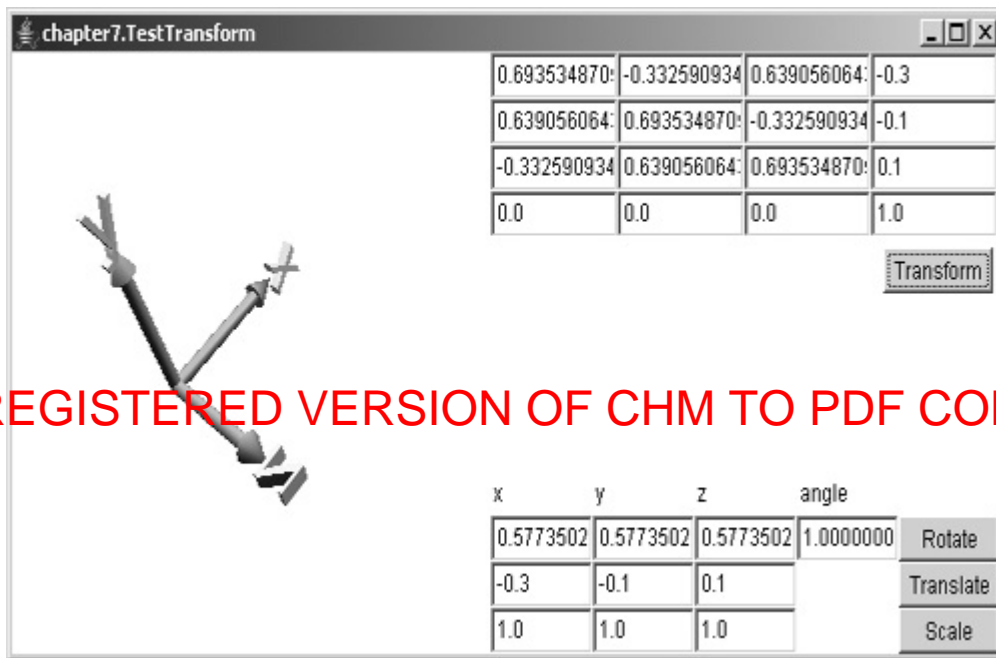 chapter7.TestTransform
0.693534870 -0.332590934 0.639056064 -0.3
0.639056064 0.693534870 -0.332590934 -0.1
-0.332590934 0.639056064 0.693534870 0.1
0.0 0.0 0.0 1.0
Transform
Y
X
Z
REGISTERED VERSION OF CHM TO PDF CO
x y z angle
0.5773502 0.5773502 0.5773502 1.0000000 Rotate
-0.3 -0.1 0.1 Translate
1.0 1.0 1.0 Scale